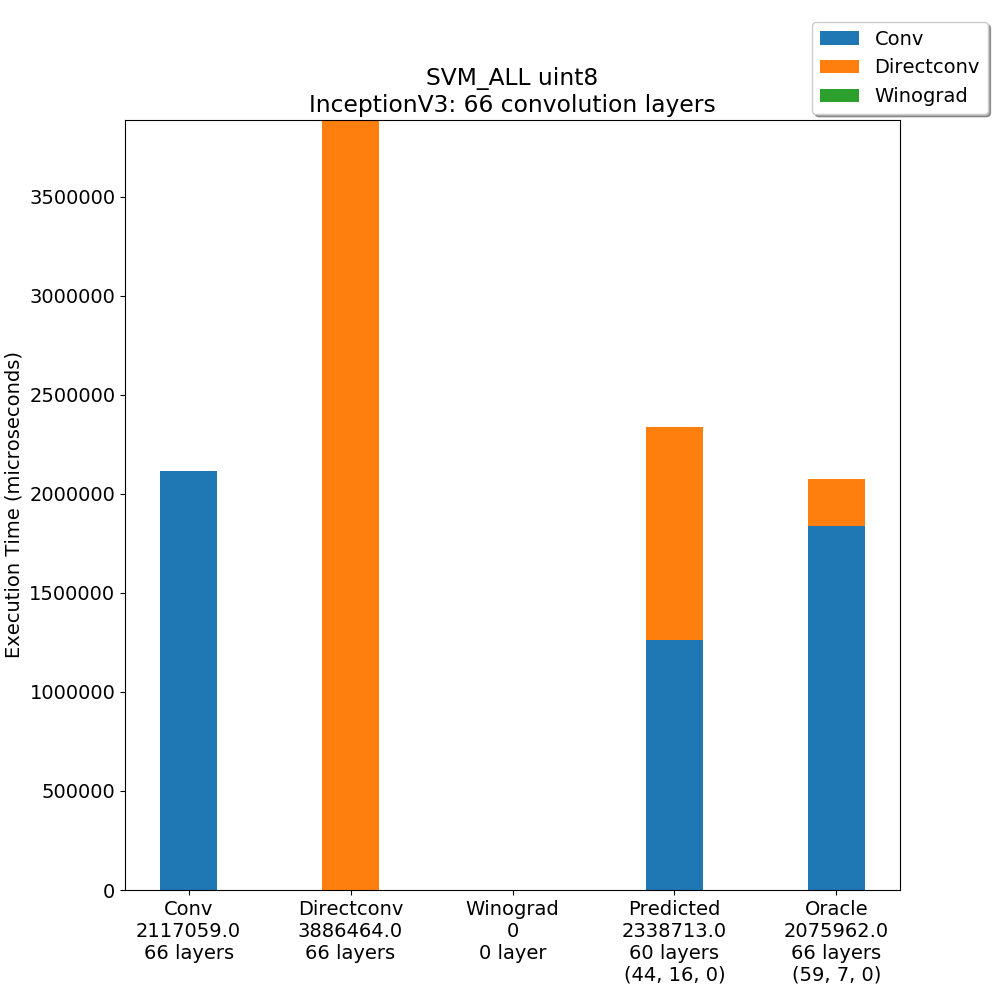 Conv
Directconv
Winograd
SVM_ALL uint8
InceptionV3: 66 convolution layers
Execution Time (microseconds)
3500000
3000000
2500000
2000000
1500000
1000000
500000
0
Conv
2117059.0
66 layers
Directconv
3886464.0
66 layers
Winograd
0
0 layer
Predicted
2338713.0
60 layers
(44, 16, 0)
Oracle
2075962.0
66 layers
(59, 7, 0)